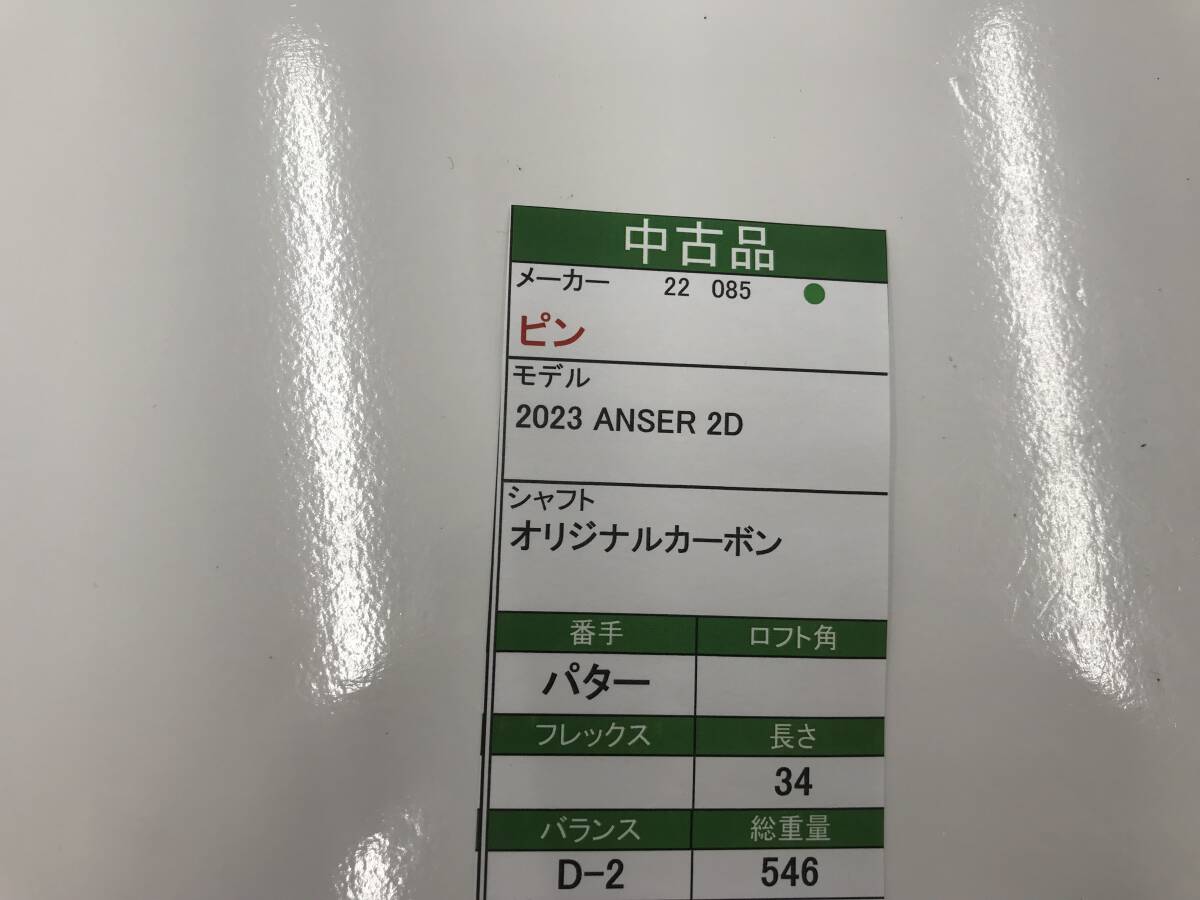 中古品
メーカー 22 085
ピン
モデル
2023 ANSER 2D
シャフト
オリジナルカーボン
番手 ロフト角
パター
フレックス 長さ
34
バランス 総重量
D-2 546